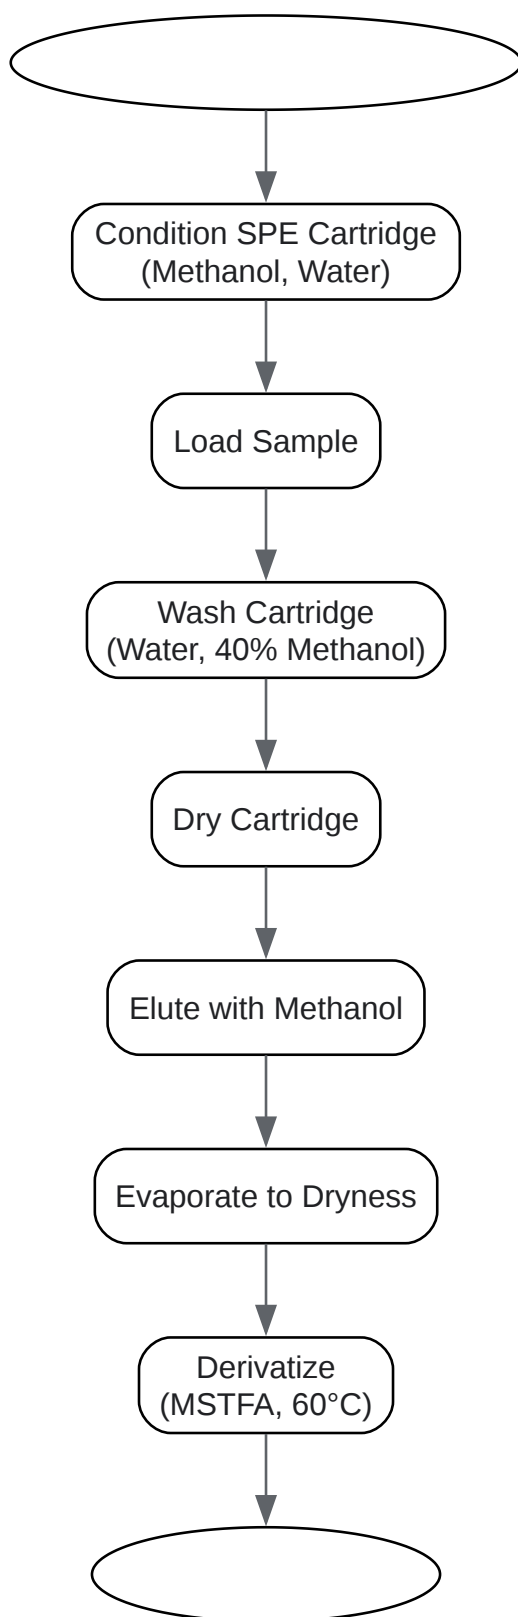 Condition SPE Cartridge
(Methanol, Water)
Load Sample
Wash Cartridge
(Water, 40% Methanol)
Dry Cartridge
Elute with Methanol
Evaporate to Dryness
Derivatize
(MSTFA, 60°C)